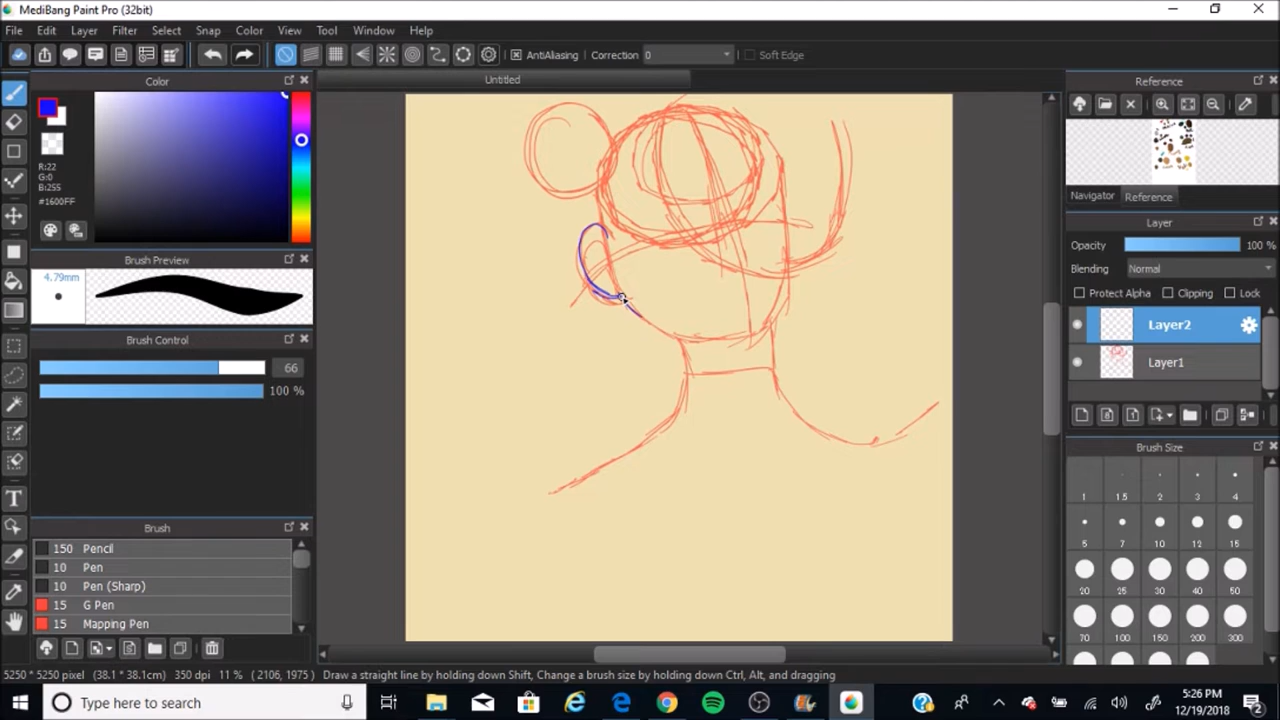 MediBang Paint Pro (32bit)
File Edit Layer Filter Select Snap Color View Tool Window Help
AntiAliasing Correction 0 Soft Edge
Color
Untitled
Reference
R:22
G:0
B:255
#1600FF
Navigator Reference
Layer
Opacity 100 %
Blending Normal
Protect Alpha Clipping Lock
Layer2
Layer1
Brush Preview
4.79mm
Brush Control
66
100 %
Brush
150 Pencil
10 Pen
10 Pen (Sharp)
15 G Pen
15 Mapping Pen
Brush Size
1 1.5 2 3 4
5 7 10 12 15
20 25 30 40 50
70 100 150 200 300
5250 * 5250 pixel (38.1 * 38.1cm) 350 dpi 11 % ( 2106, 1975 ) Draw a straight line by holding down Shift, Change a brush size by holding down Ctrl, Alt, and dragging
Type here to search
5:26 PM
12/19/2018
2